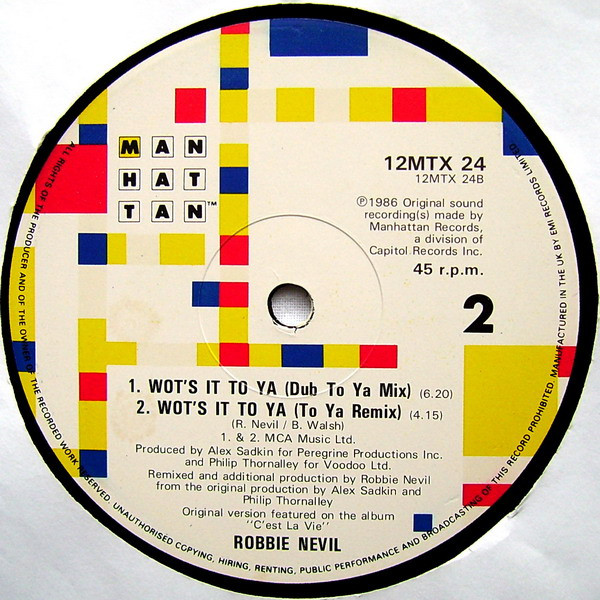 MAN
HAT
TAN™
12MTX 24
12MTX 24B
℗1986 Original sound
recording(s) made by
Manhattan Records,
a division of
Capitol Records Inc.
45 r.p.m.
2
1. WOT'S IT TO YA (Dub To Ya Mix) (6.20)
2. WOT'S IT TO YA (To Ya Remix) (4.15)
(R. Nevil / B. Walsh)
1. & 2. MCA Music Ltd.
Produced by Alex Sadkin for Peregrine Productions Inc.
and Philip Thornalley for Voodoo Ltd.
Remixed and additional production by Robbie Nevil
from the original production by Alex Sadkin and
Philip Thornalley
Original version featured on the album
"C'est La Vie"
ROBBIE NEVIL
ALL RIGHTS OF THE PRODUCER AND OF THE OWNER OF THE RECORDED WORK RESERVED. UNAUTHORISED COPYING, HIRING, RENTING, PUBLIC PERFORMANCE AND BROADCASTING OF THIS RECORD PROHIBITED. MANUFACTURED IN THE UK BY EMI RECORDS LIMITED